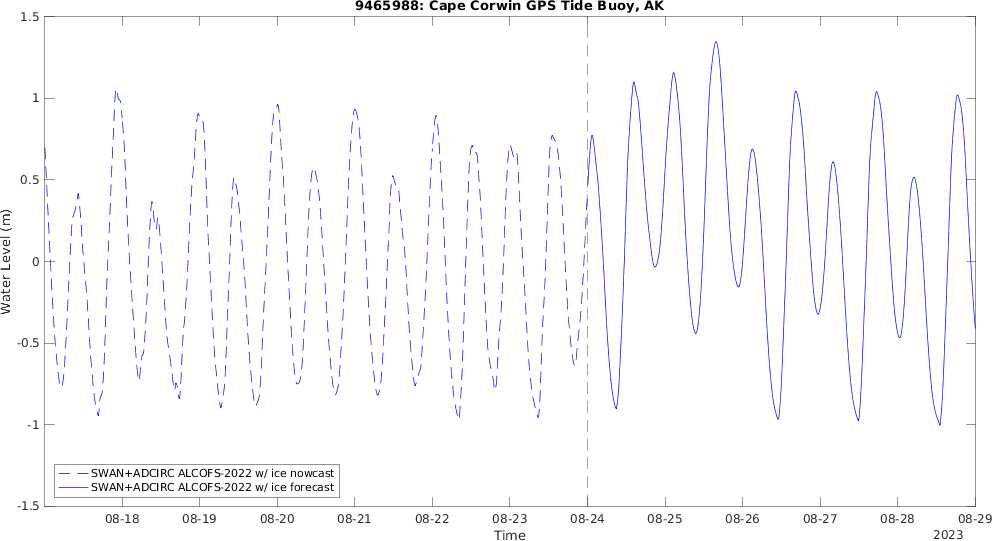 9465988: Cape Corwin GPS Tide Buoy, AK
1.5
1
0.5
0
-0.5
-1
-1.5
Water Level (m)
SWAN+ADCIRC ALCOFS-2022 w/ ice nowcast
SWAN+ADCIRC ALCOFS-2022 w/ ice forecast
08-18 08-19 08-20 08-21 08-22 08-23 08-24 08-25 08-26 08-27 08-28 08-29
Time
2023